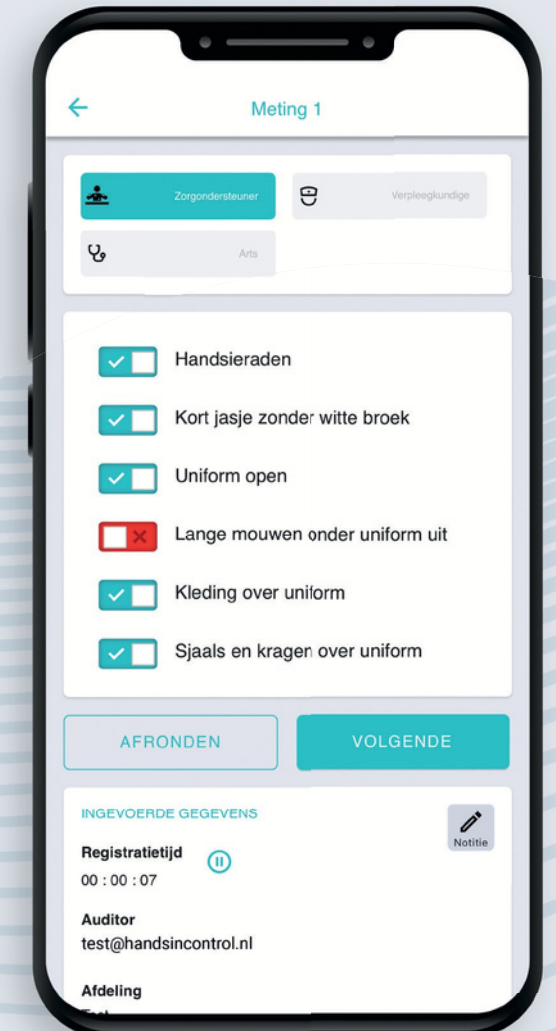 Meting 1
Zorgondersteuner
Verpleegkundige
Arts
Handsieraden
Kort jasje zonder witte broek
Uniform open
Lange mouwen onder uniform uit
Kleding over uniform
Sjaals en kragen over uniform
AFRONDEN
VOLGENDE
INGEVOERDE GEGEVENS
Notitie
Registratietijd
00 : 00 : 07
Auditor
test@handsincontrol.nl
Afdeling